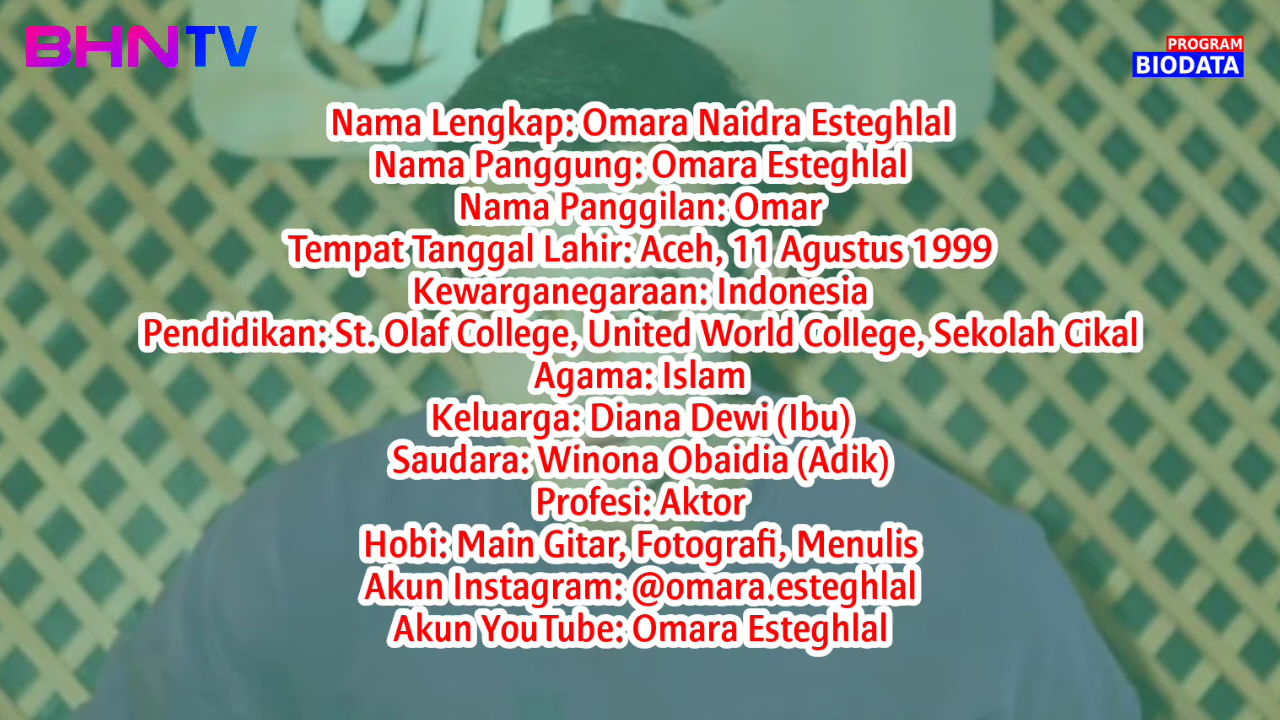 BHNTV
PROGRAM
BIODATA
Nama Lengkap: Omara Naidra Esteghlal
Nama Panggung: Omara Esteghlal
Nama Panggilan: Omar
Tempat Tanggal Lahir: Aceh, 11 Agustus 1999
Kewarganegaraan: Indonesia
Pendidikan: St. Olaf College, United World College, Sekolah Cikal
Agama: Islam
Keluarga: Diana Dewi (Ibu)
Saudara: Winona Obaidia (Adik)
Profesi: Aktor
Hobi: Main Gitar, Fotografi, Menulis
Akun Instagram: @omara.esteghlal
Akun YouTube: Omara Esteghlal